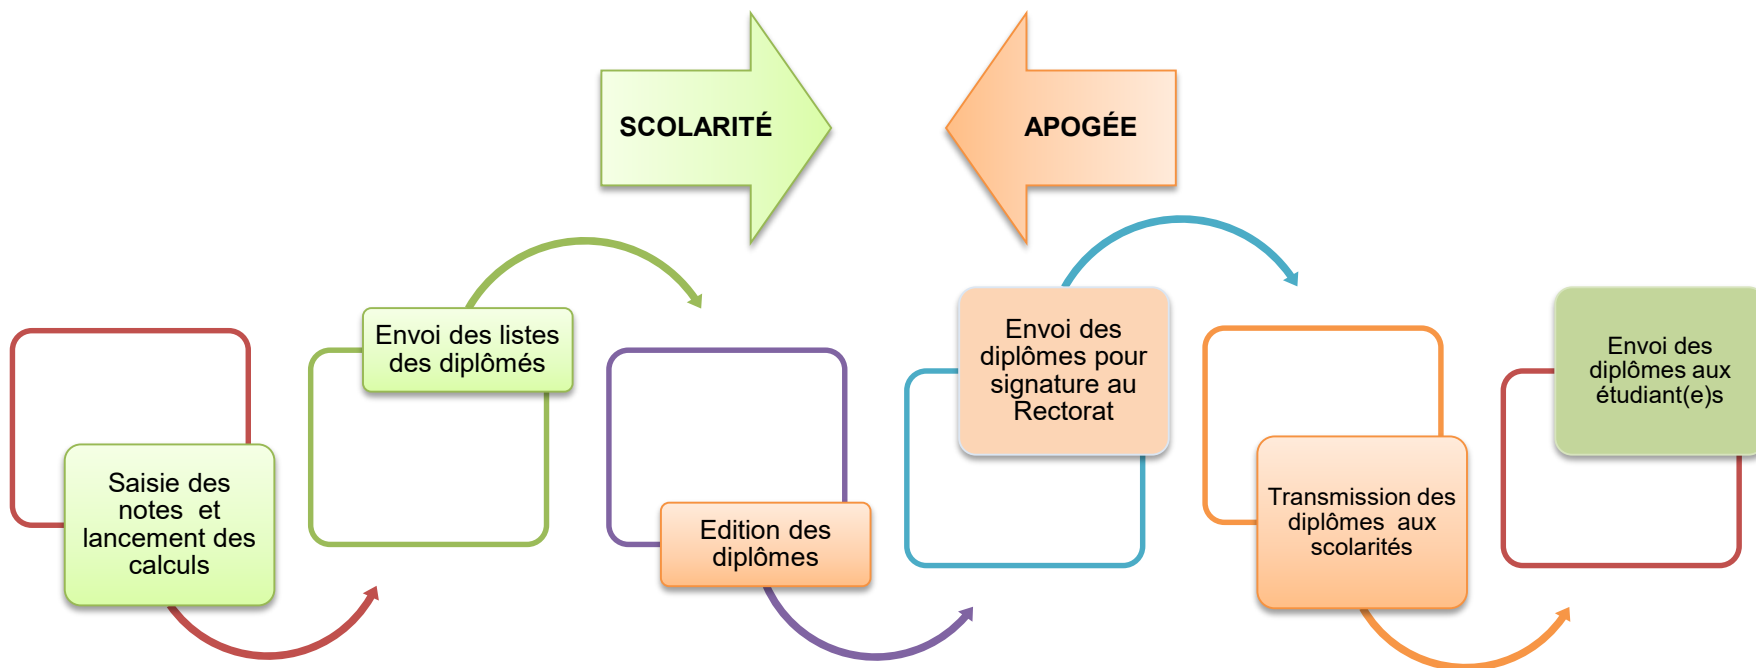 SCOLARITÉ
APOGÉE
Saisie des
notes  et
lancement des
calculs
Envoi des listes
des diplômés
Edition des
diplômes
Envoi des
diplômes pour
signature au
Rectorat
Transmission des
diplômes  aux
scolarités
Envoi des
diplômes aux
étudiant(e)s